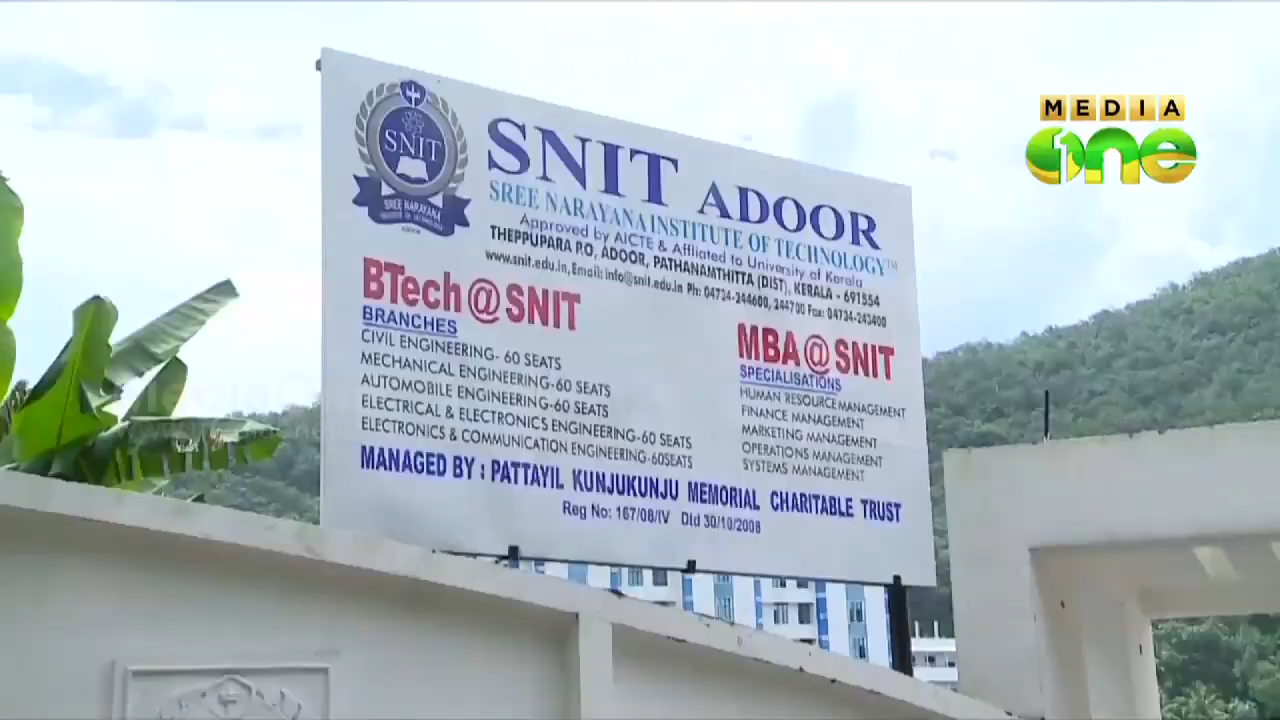 MEDIA
one
SNIT
SREE NARAYANA
INSTITUTE OF TECHNOLOGY
ADOOR
SNIT ADOOR
SREE NARAYANA INSTITUTE OF TECHNOLOGY TM
Approved by AICTE & Affliated to University of Kerala
THEPPUPARA P.O, ADOOR, PATHANAMTHITTA (DIST), KERALA - 691554
www.snit.edu.in, Email: info@snit.edu.in Ph: 04734-244600, 244700 Fax: 04734-243400
BTech@SNIT
BRANCHES
CIVIL ENGINEERING- 60 SEATS
MECHANICAL ENGINEERING-60 SEATS
AUTOMOBILE ENGINEERING-60 SEATS
ELECTRICAL & ELECTRONICS ENGINEERING-60 SEATS
ELECTRONICS & COMMUNICATION ENGINEERING-60SEATS
MBA@SNIT
SPECIALISATIONS
HUMAN RESOURCE MANAGEMENT
FINANCE MANAGEMENT
MARKETING MANAGEMENT
OPERATIONS MANAGEMENT
SYSTEMS MANAGEMENT
MANAGED BY : PATTAYIL KUNJUKUNJU MEMORIAL CHARITABLE TRUST
Reg No: 167/08/IV Dtd 30/10/2008